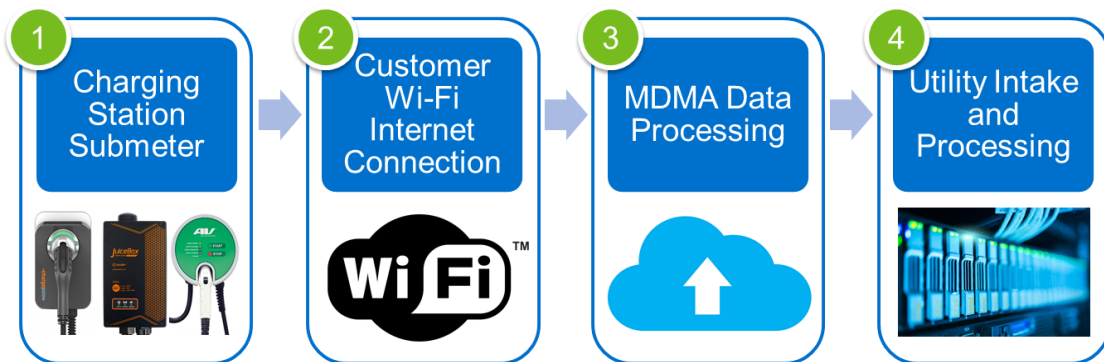 1
Charging
Station
Submeter
2
Customer
Wi-Fi
Internet
Connection
3
MDMA Data
Processing
4
Utility Intake
and
Processing
JuiceBox
AV
START
STOP
Wi Fi TM